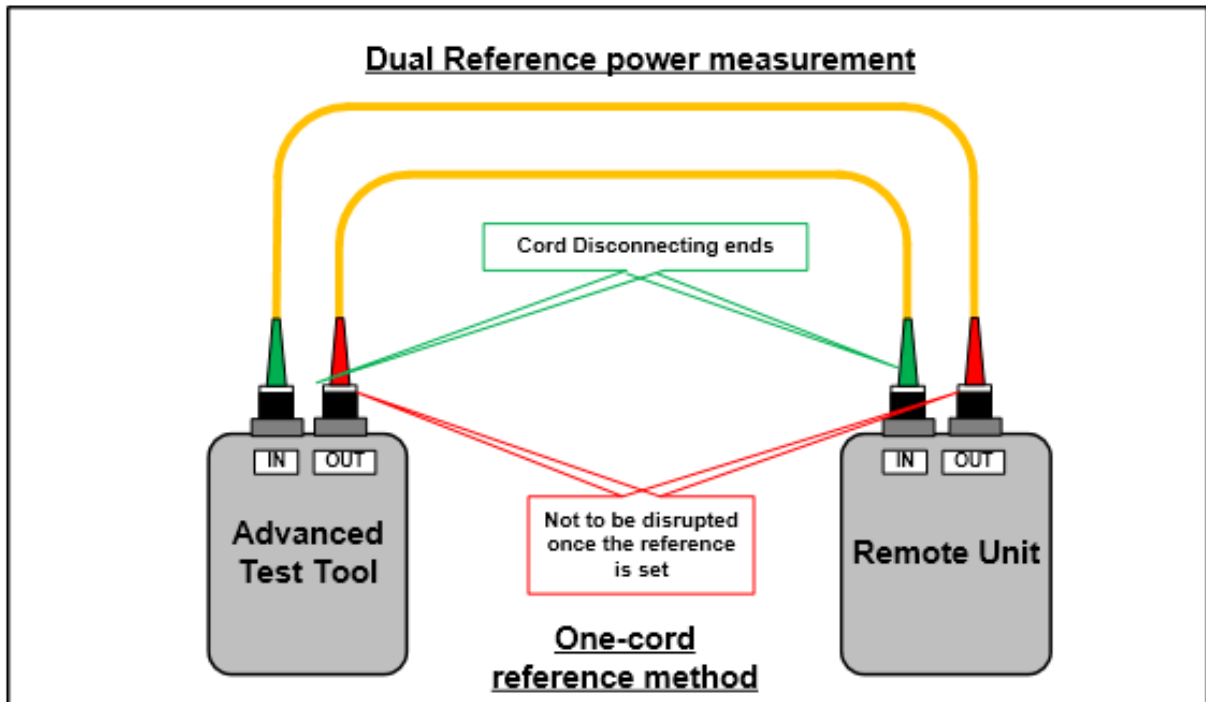 Dual Reference power measurement
Cord Disconnecting ends
IN OUT
IN OUT
Advanced
Test Tool
Not to be disrupted
once the reference
is set
Remote Unit
One-cord
reference method